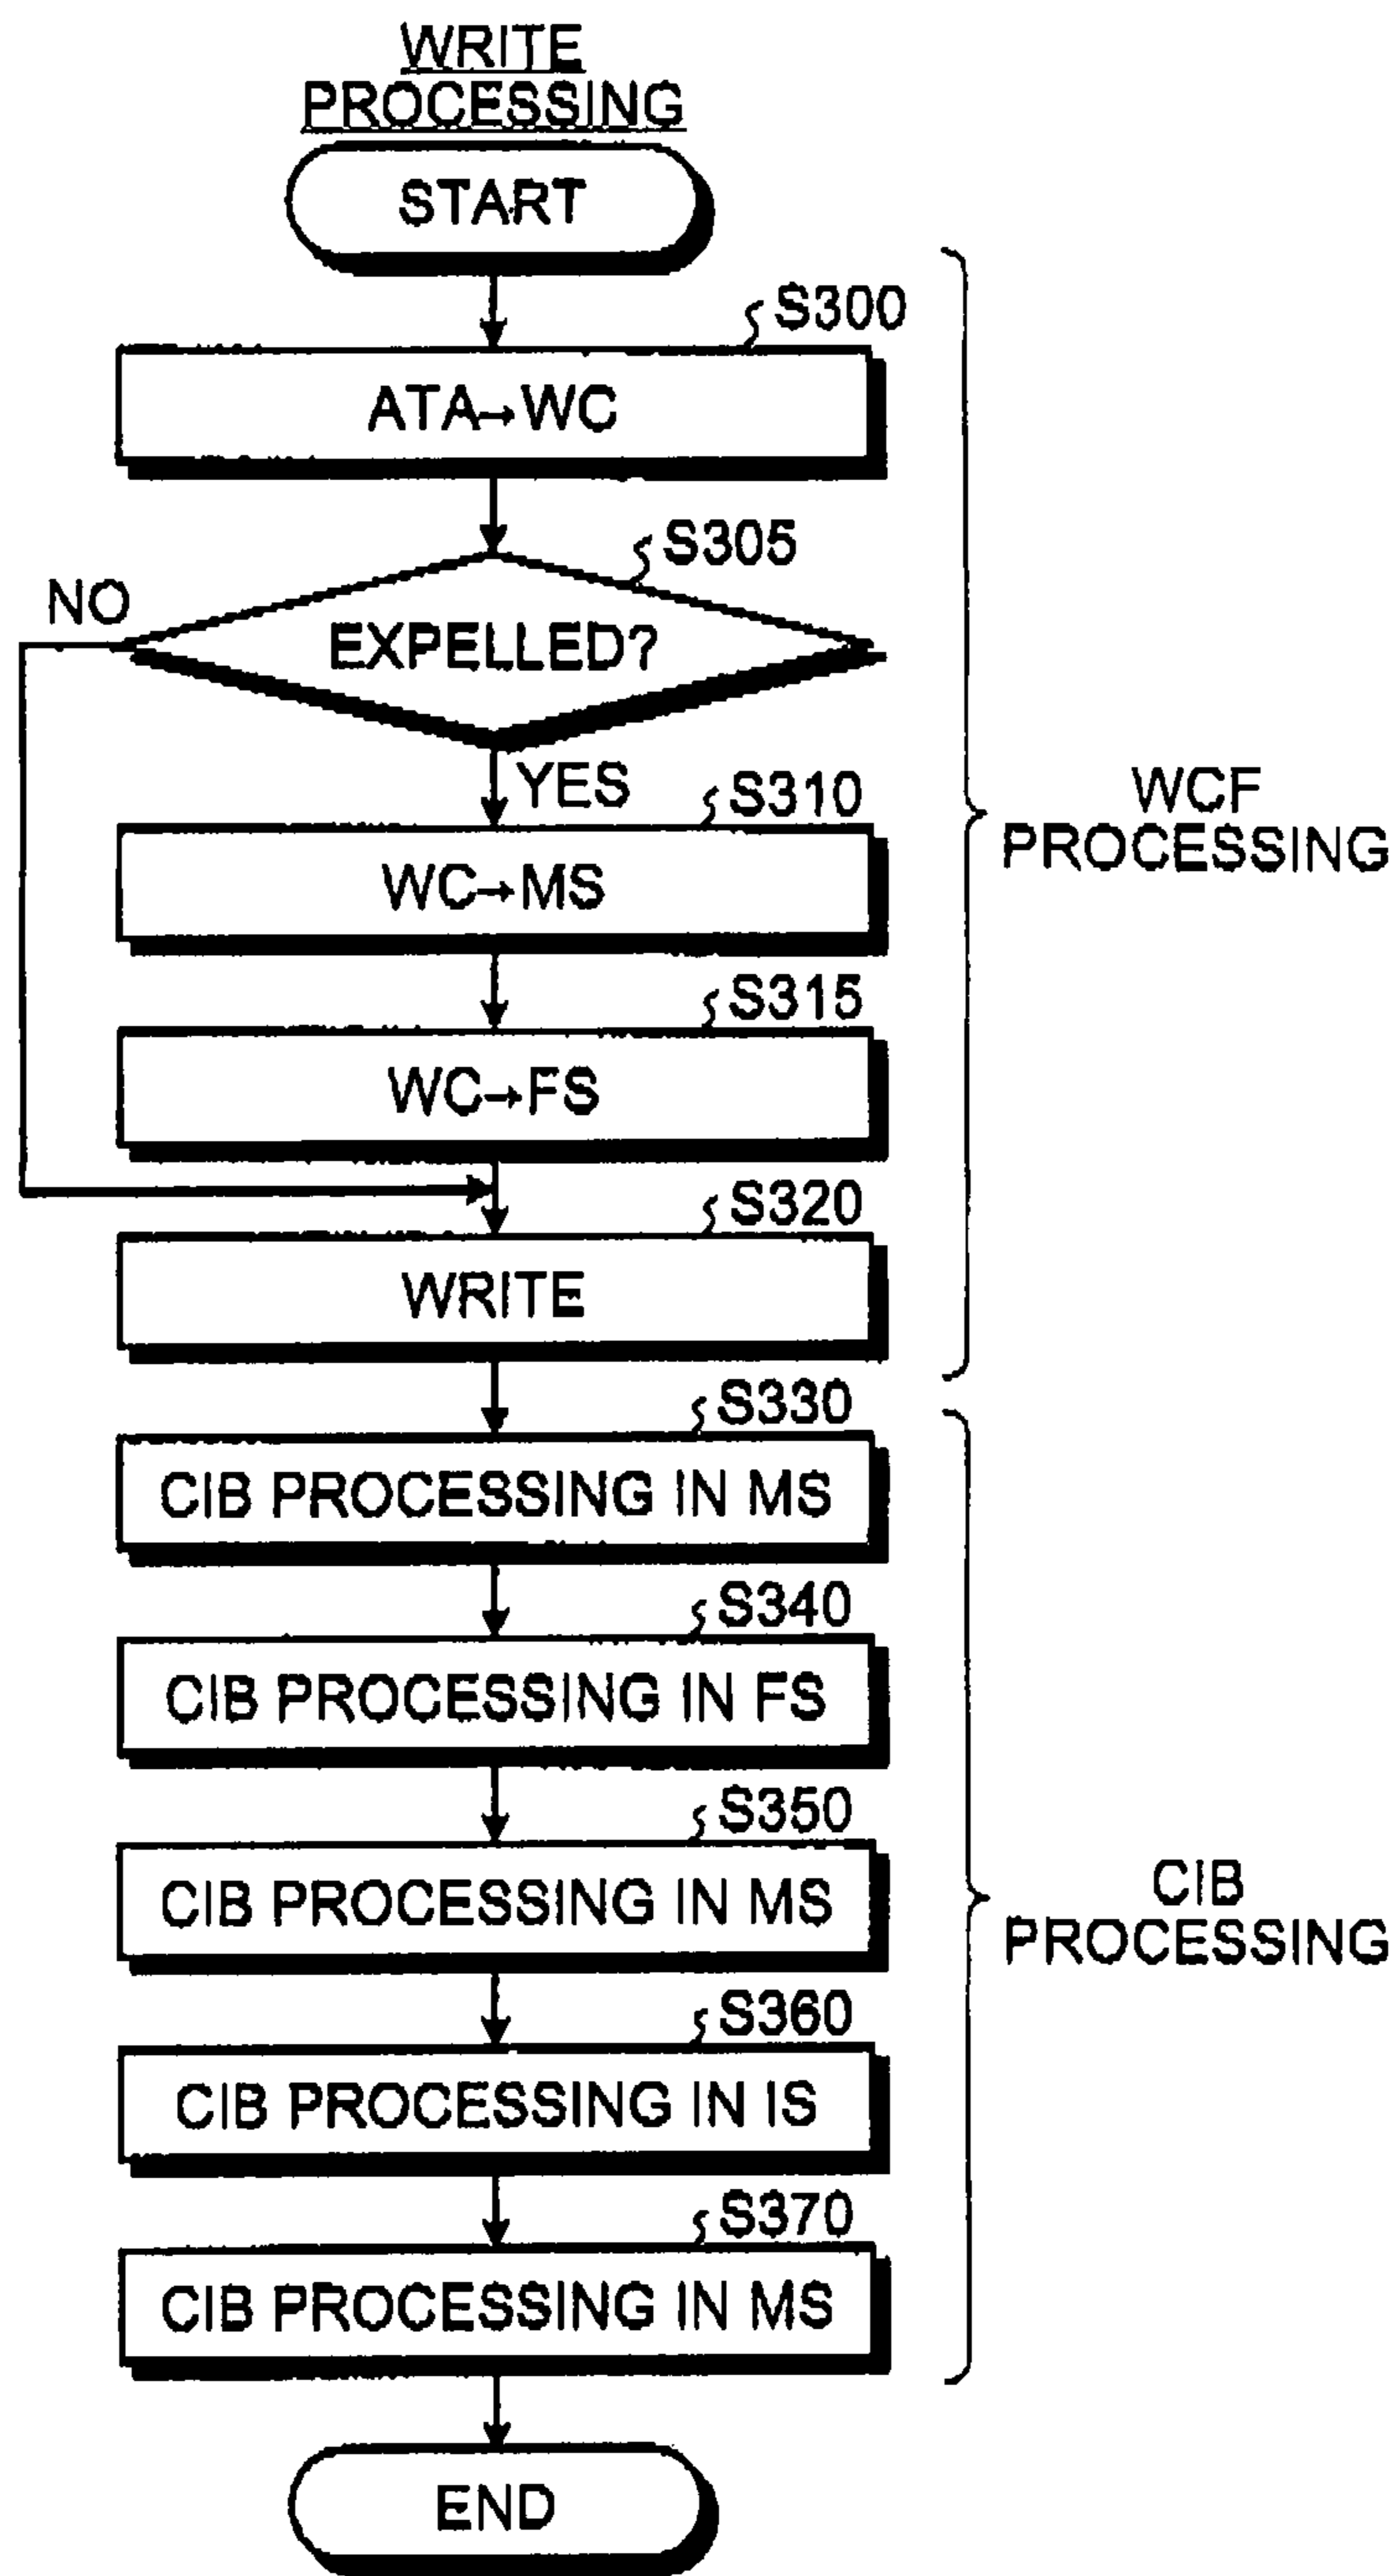 WRITE
PROCESSING
START
S300
ATA→WC
S305
NO
EXPELLED?
YES
S310
WC→MS
WCF
PROCESSING
S315
WC→FS
S320
WRITE
S330
CIB PROCESSING IN MS
S340
CIB PROCESSING IN FS
S350
CIB PROCESSING IN MS
CIB
PROCESSING
S360
CIB PROCESSING IN IS
S370
CIB PROCESSING IN MS
END